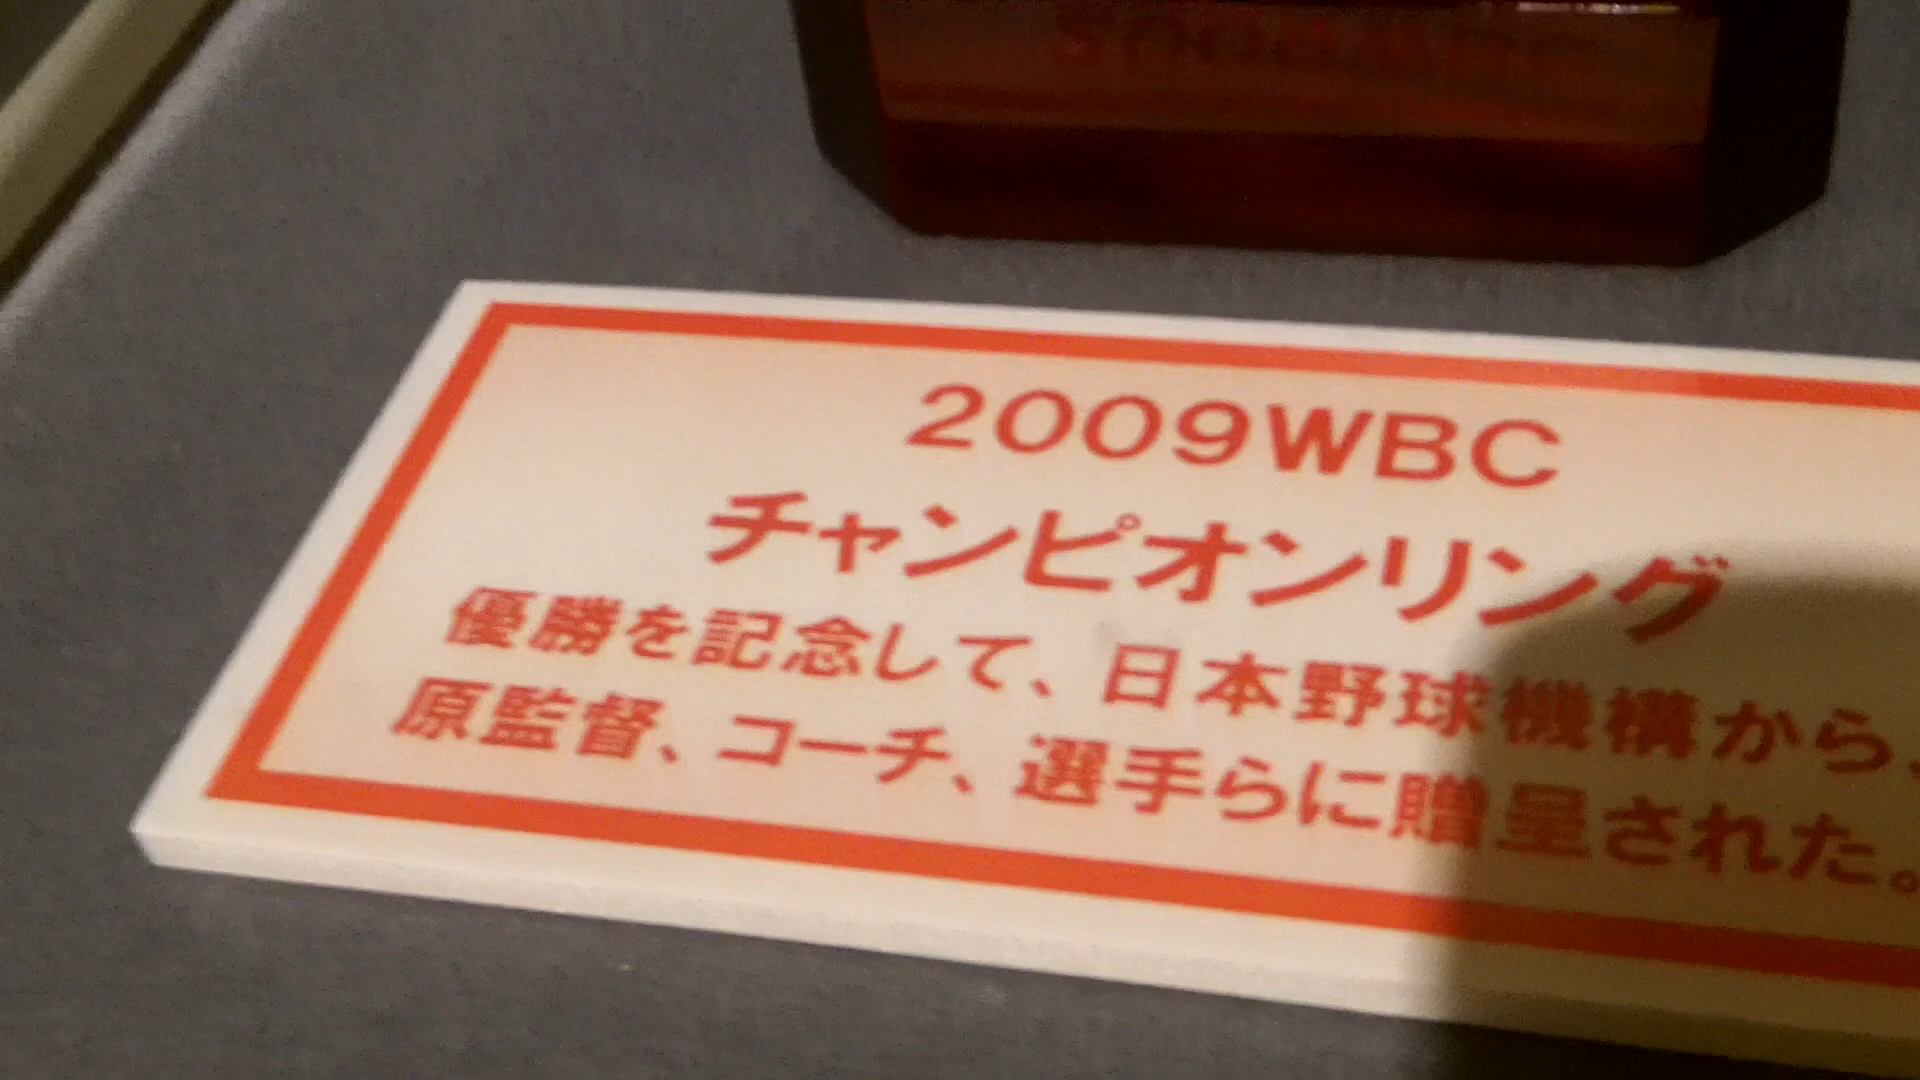 2009WBC
チャンピオンリング
優勝を記念して、日本野球機構から、
原監督、コーチ、選手らに贈呈された。